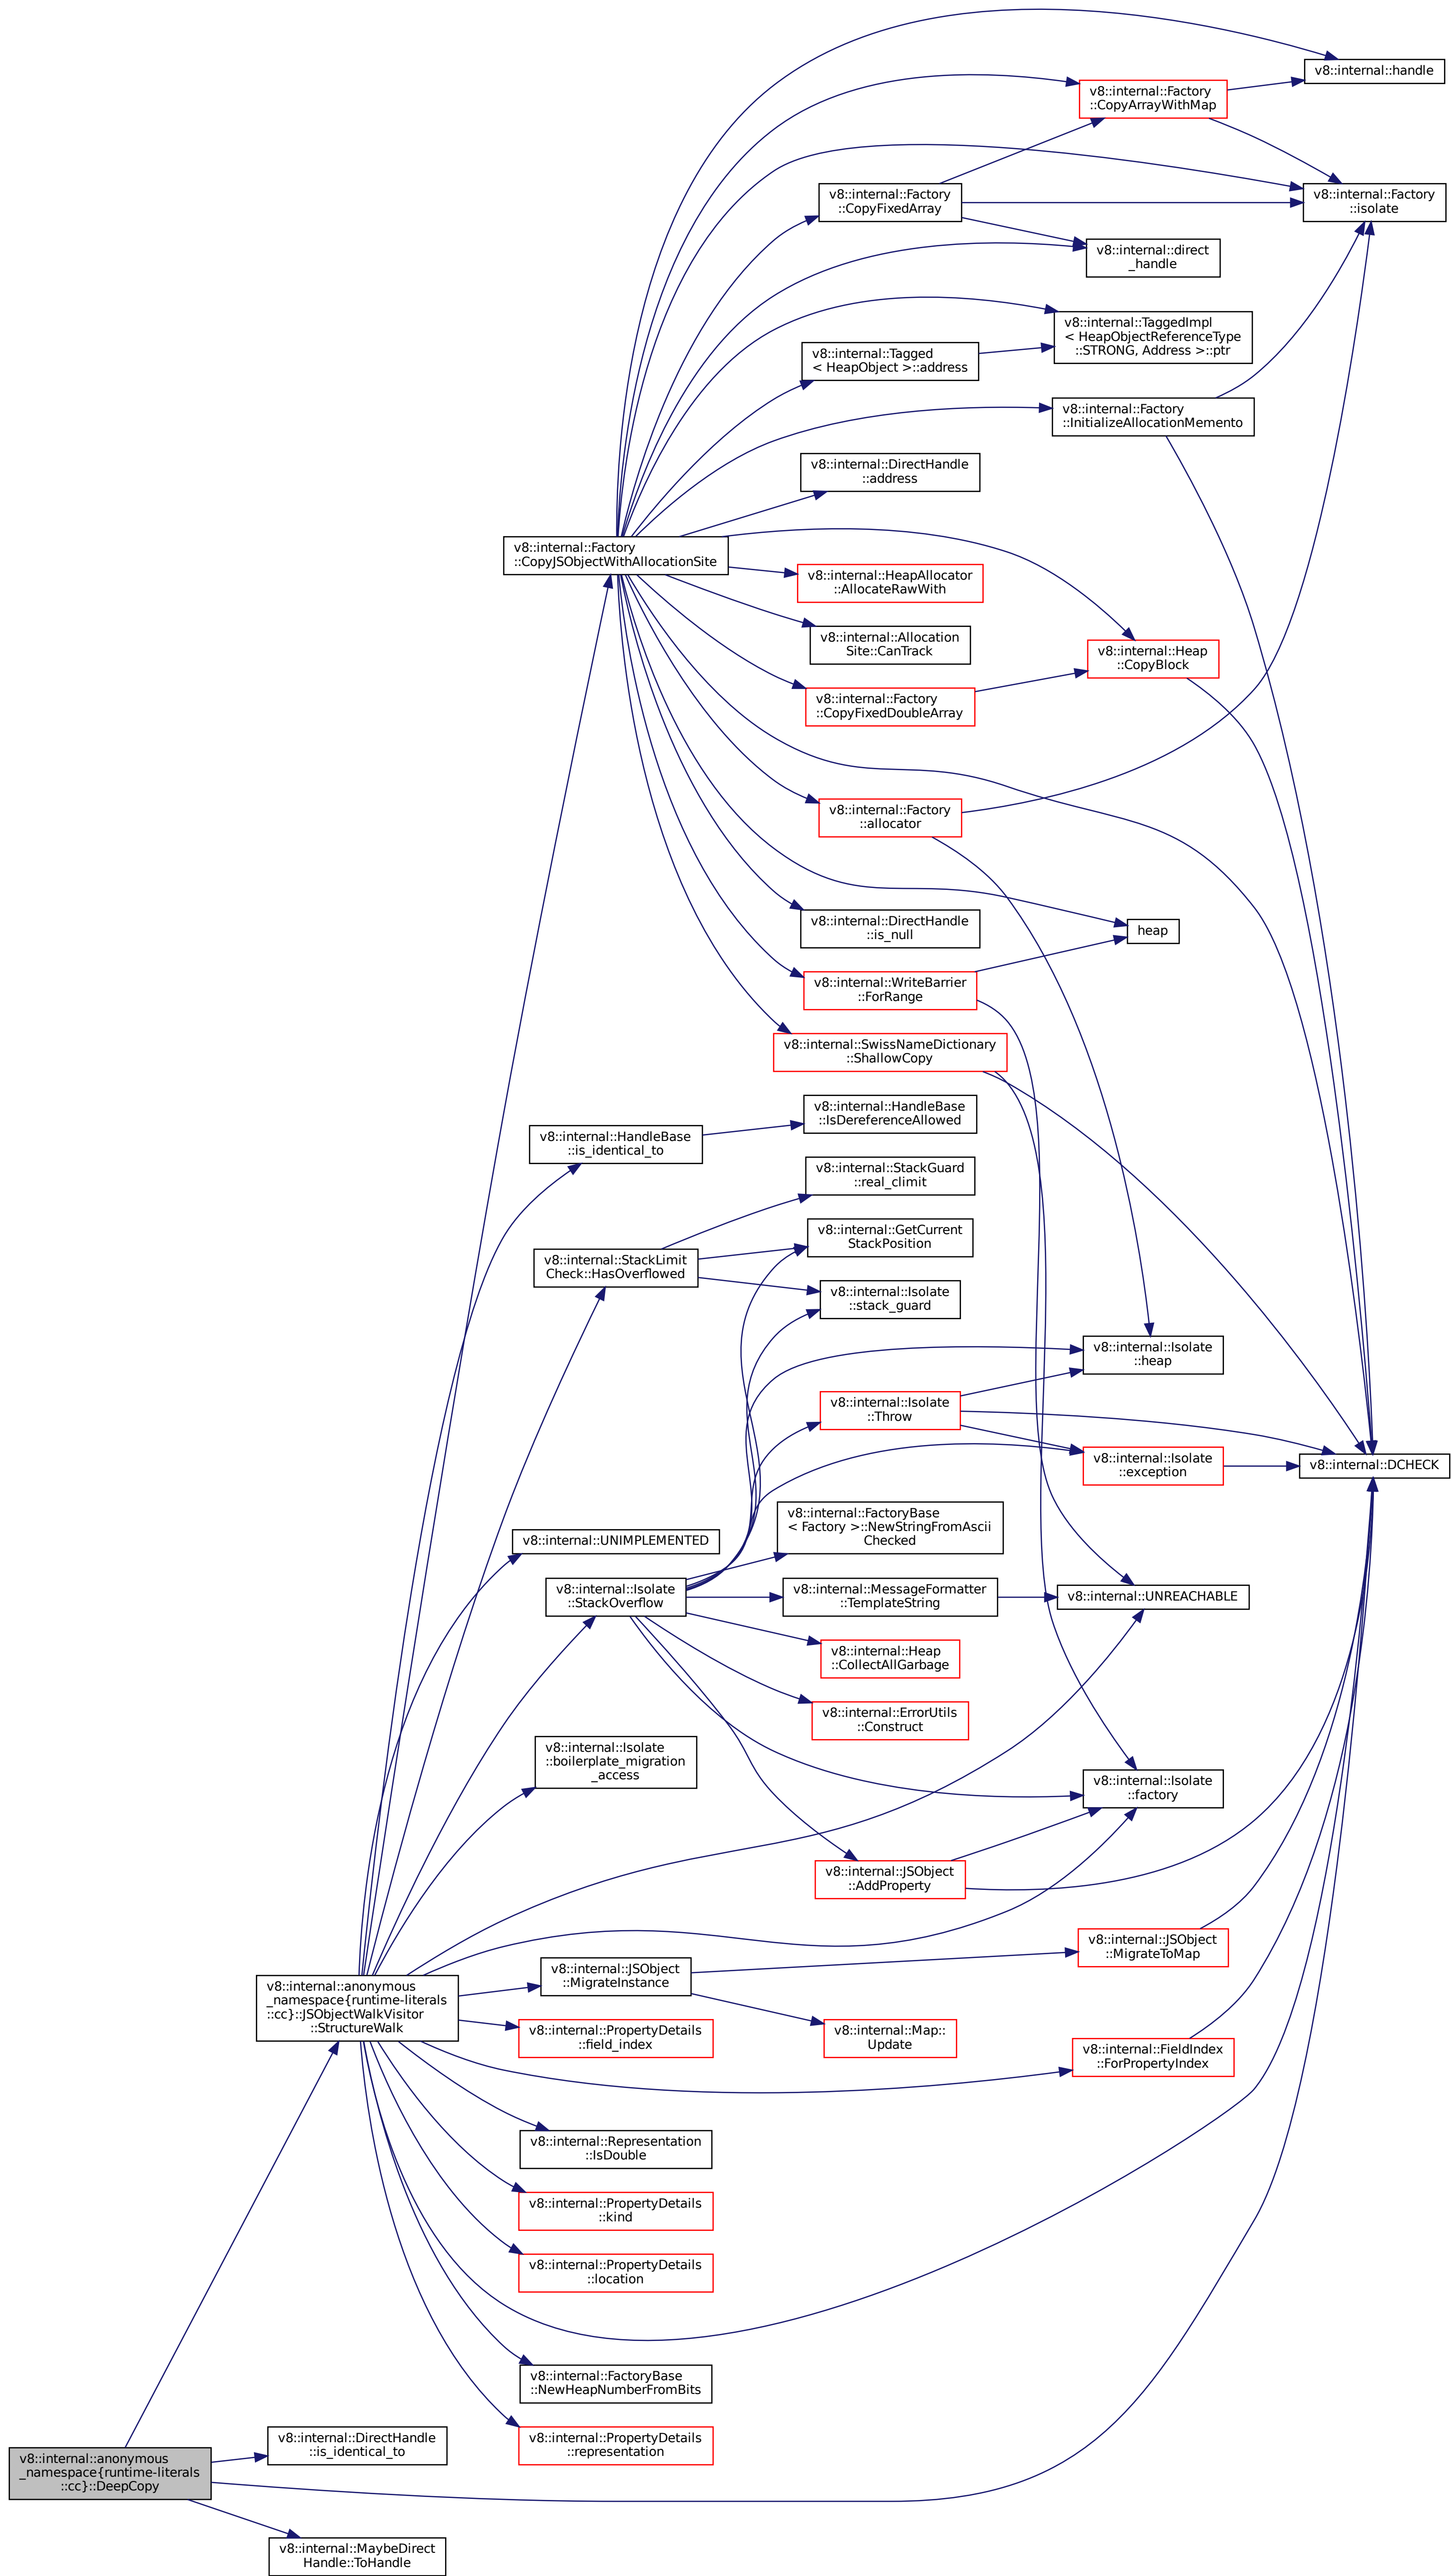 v8::internal::handle
v8::internal::Factory
::CopyArrayWithMap
v8::internal::Factory
::CopyFixedArray
v8::internal::Factory
::isolate
v8::internal::direct
_handle
v8::internal::TaggedImpl
< HeapObjectReferenceType
::STRONG, Address >::ptr
v8::internal::Tagged
< HeapObject >::address
v8::internal::Factory
::InitializeAllocationMemento
v8::internal::DirectHandle
::address
v8::internal::Factory
::CopyJSObjectWithAllocationSite
v8::internal::HeapAllocator
::AllocateRawWith
v8::internal::Allocation
Site::CanTrack
v8::internal::Heap
::CopyBlock
v8::internal::Factory
::CopyFixedDoubleArray
v8::internal::Factory
::allocator
v8::internal::DirectHandle
::is_null
heap
v8::internal::WriteBarrier
::ForRange
v8::internal::SwissNameDictionary
::ShallowCopy
v8::internal::HandleBase
::IsDereferenceAllowed
v8::internal::HandleBase
::is_identical_to
v8::internal::StackGuard
::real_climit
v8::internal::GetCurrent
StackPosition
v8::internal::StackLimit
Check::HasOverflowed
v8::internal::Isolate
::stack_guard
v8::internal::Isolate
::heap
v8::internal::Isolate
::Throw
v8::internal::Isolate
::exception
v8::internal::DCHECK
v8::internal::FactoryBase
< Factory >::NewStringFromAscii
Checked
v8::internal::UNIMPLEMENTED
v8::internal::Isolate
::StackOverflow
v8::internal::MessageFormatter
::TemplateString
v8::internal::UNREACHABLE
v8::internal::Heap
::CollectAllGarbage
v8::internal::ErrorUtils
::Construct
v8::internal::Isolate
::boilerplate_migration
_access
v8::internal::Isolate
::factory
v8::internal::JSObject
::AddProperty
v8::internal::JSObject
::MigrateToMap
v8::internal::JSObject
::MigrateInstance
v8::internal::anonymous
_namespace{runtime-literals
::cc}::JSObjectWalkVisitor
::StructureWalk
v8::internal::PropertyDetails
::field_index
v8::internal::Map::
Update
v8::internal::FieldIndex
::ForPropertyIndex
v8::internal::Representation
::IsDouble
v8::internal::PropertyDetails
::kind
v8::internal::PropertyDetails
::location
v8::internal::FactoryBase
::NewHeapNumberFromBits
v8::internal::PropertyDetails
::representation
v8::internal::DirectHandle
::is_identical_to
v8::internal::anonymous
_namespace{runtime-literals
::cc}::DeepCopy
v8::internal::MaybeDirect
Handle::ToHandle